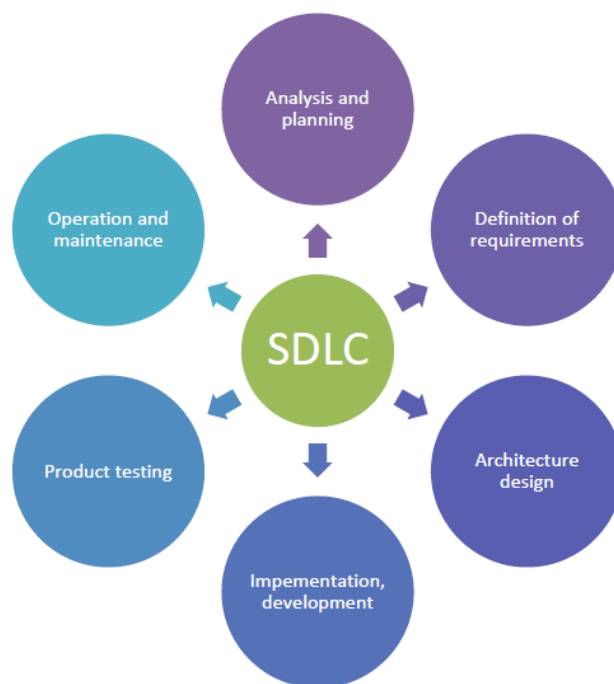 Analysis and
planning
Operation and
maintenance
Definition of
requirements
SDLC
Product testing
Architecture
design
Impementation,
development